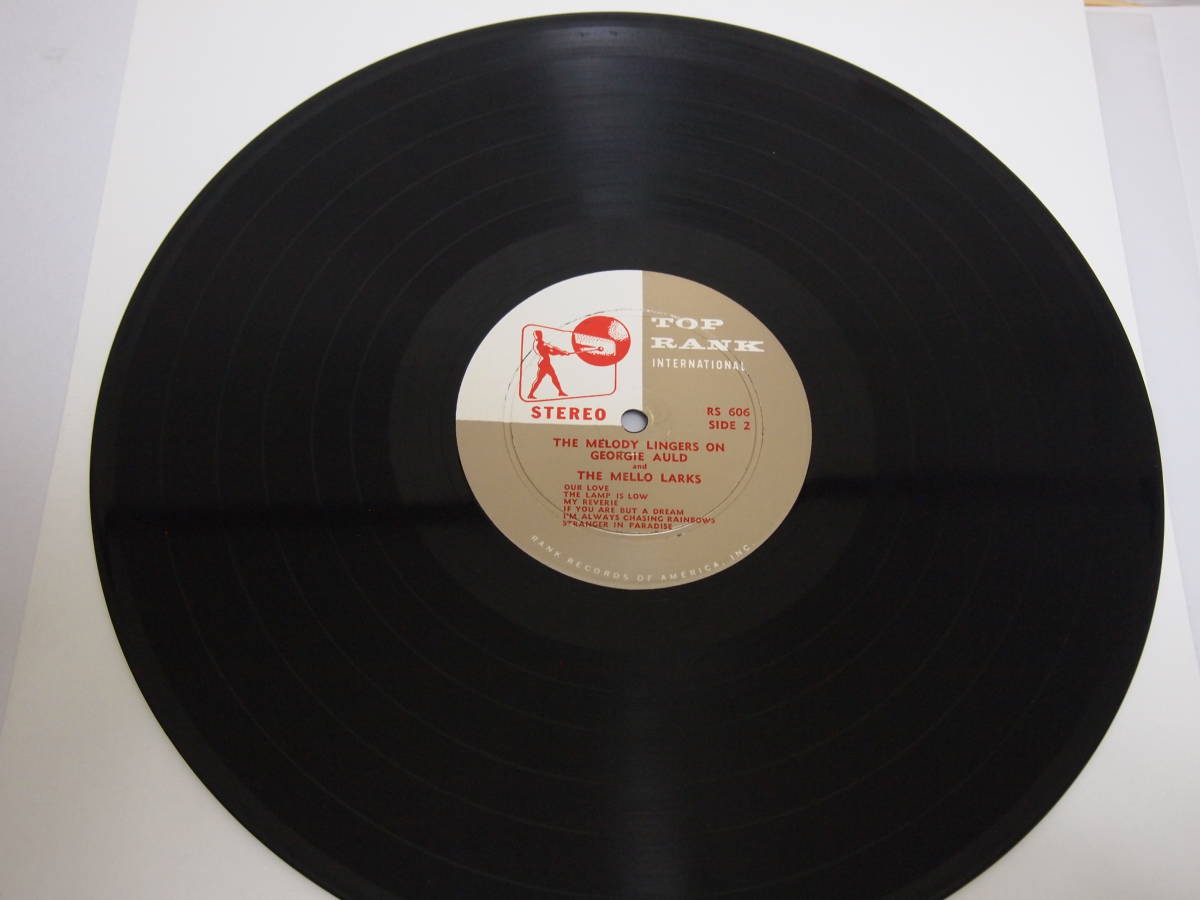 TOP
RANK
INTERNATIONAL
STEREO
RS 606
SIDE 2
THE MELODY LINGERS ON
GEORGIE AULD
and
THE MELLO LARKS
OUR LOVE
THE LAMP IS LOW
MY REVERIE
IF YOU ARE BUT A DREAM
I'M ALWAYS CHASING RAINBOWS
STRANGER IN PARADISE
RANK RECORDS OF AMERICA, INC.